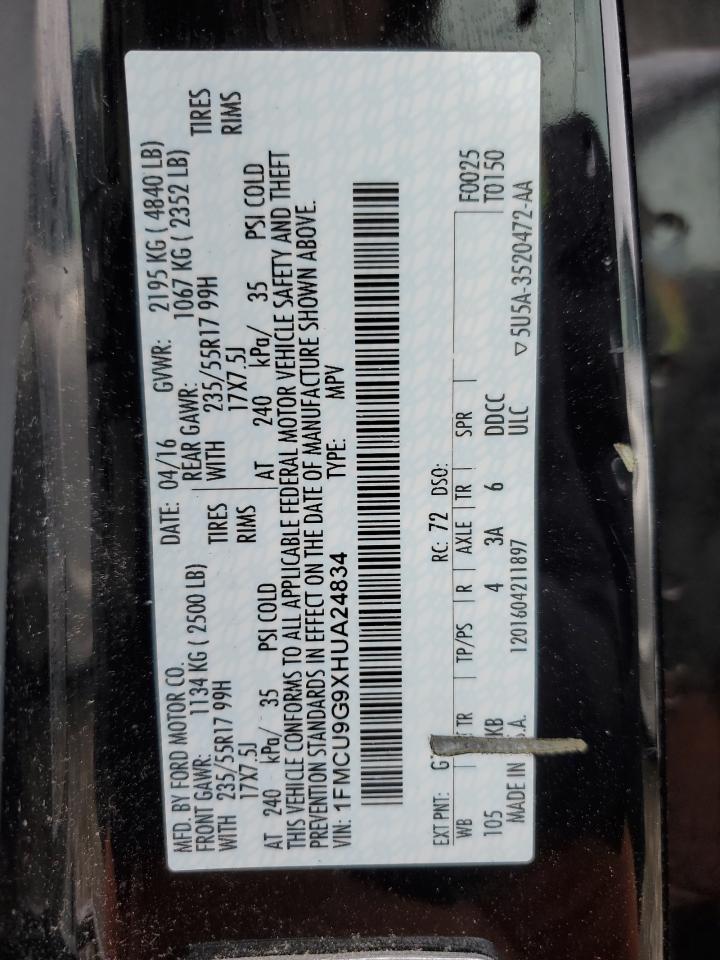 MFD. BY FORD MOTOR CO.
DATE: 04/16 GVWR: 2195 KG ( 4840 LB)
FRONT GAWR: 1134 KG ( 2500 LB) REAR GAWR: 1067 KG ( 2352 LB)
WITH 235/55R17 99H TIRES WITH 235/55R17 99H TIRES
17X7.5J RIMS 17X7.5J RIMS
AT 240 kPa/ 35 PSI COLD AT 240 kPa/ 35 PSI COLD
THIS VEHICLE CONFORMS TO ALL APPLICABLE FEDERAL MOTOR VEHICLE SAFETY AND THEFT
PREVENTION STANDARDS IN EFFECT ON THE DATE OF MANUFACTURE SHOWN ABOVE.
VIN: 1FMCU9G9XHUA24834 TYPE: MPV
EXT PNT: RC: 72 DSO: F0025
WB TR TP/PS R AXLE TR SPR T0150
105 KB 4 3A 6 DDCC
MADE IN 1201604211897 ULC ▽5U5A-3520472-AA